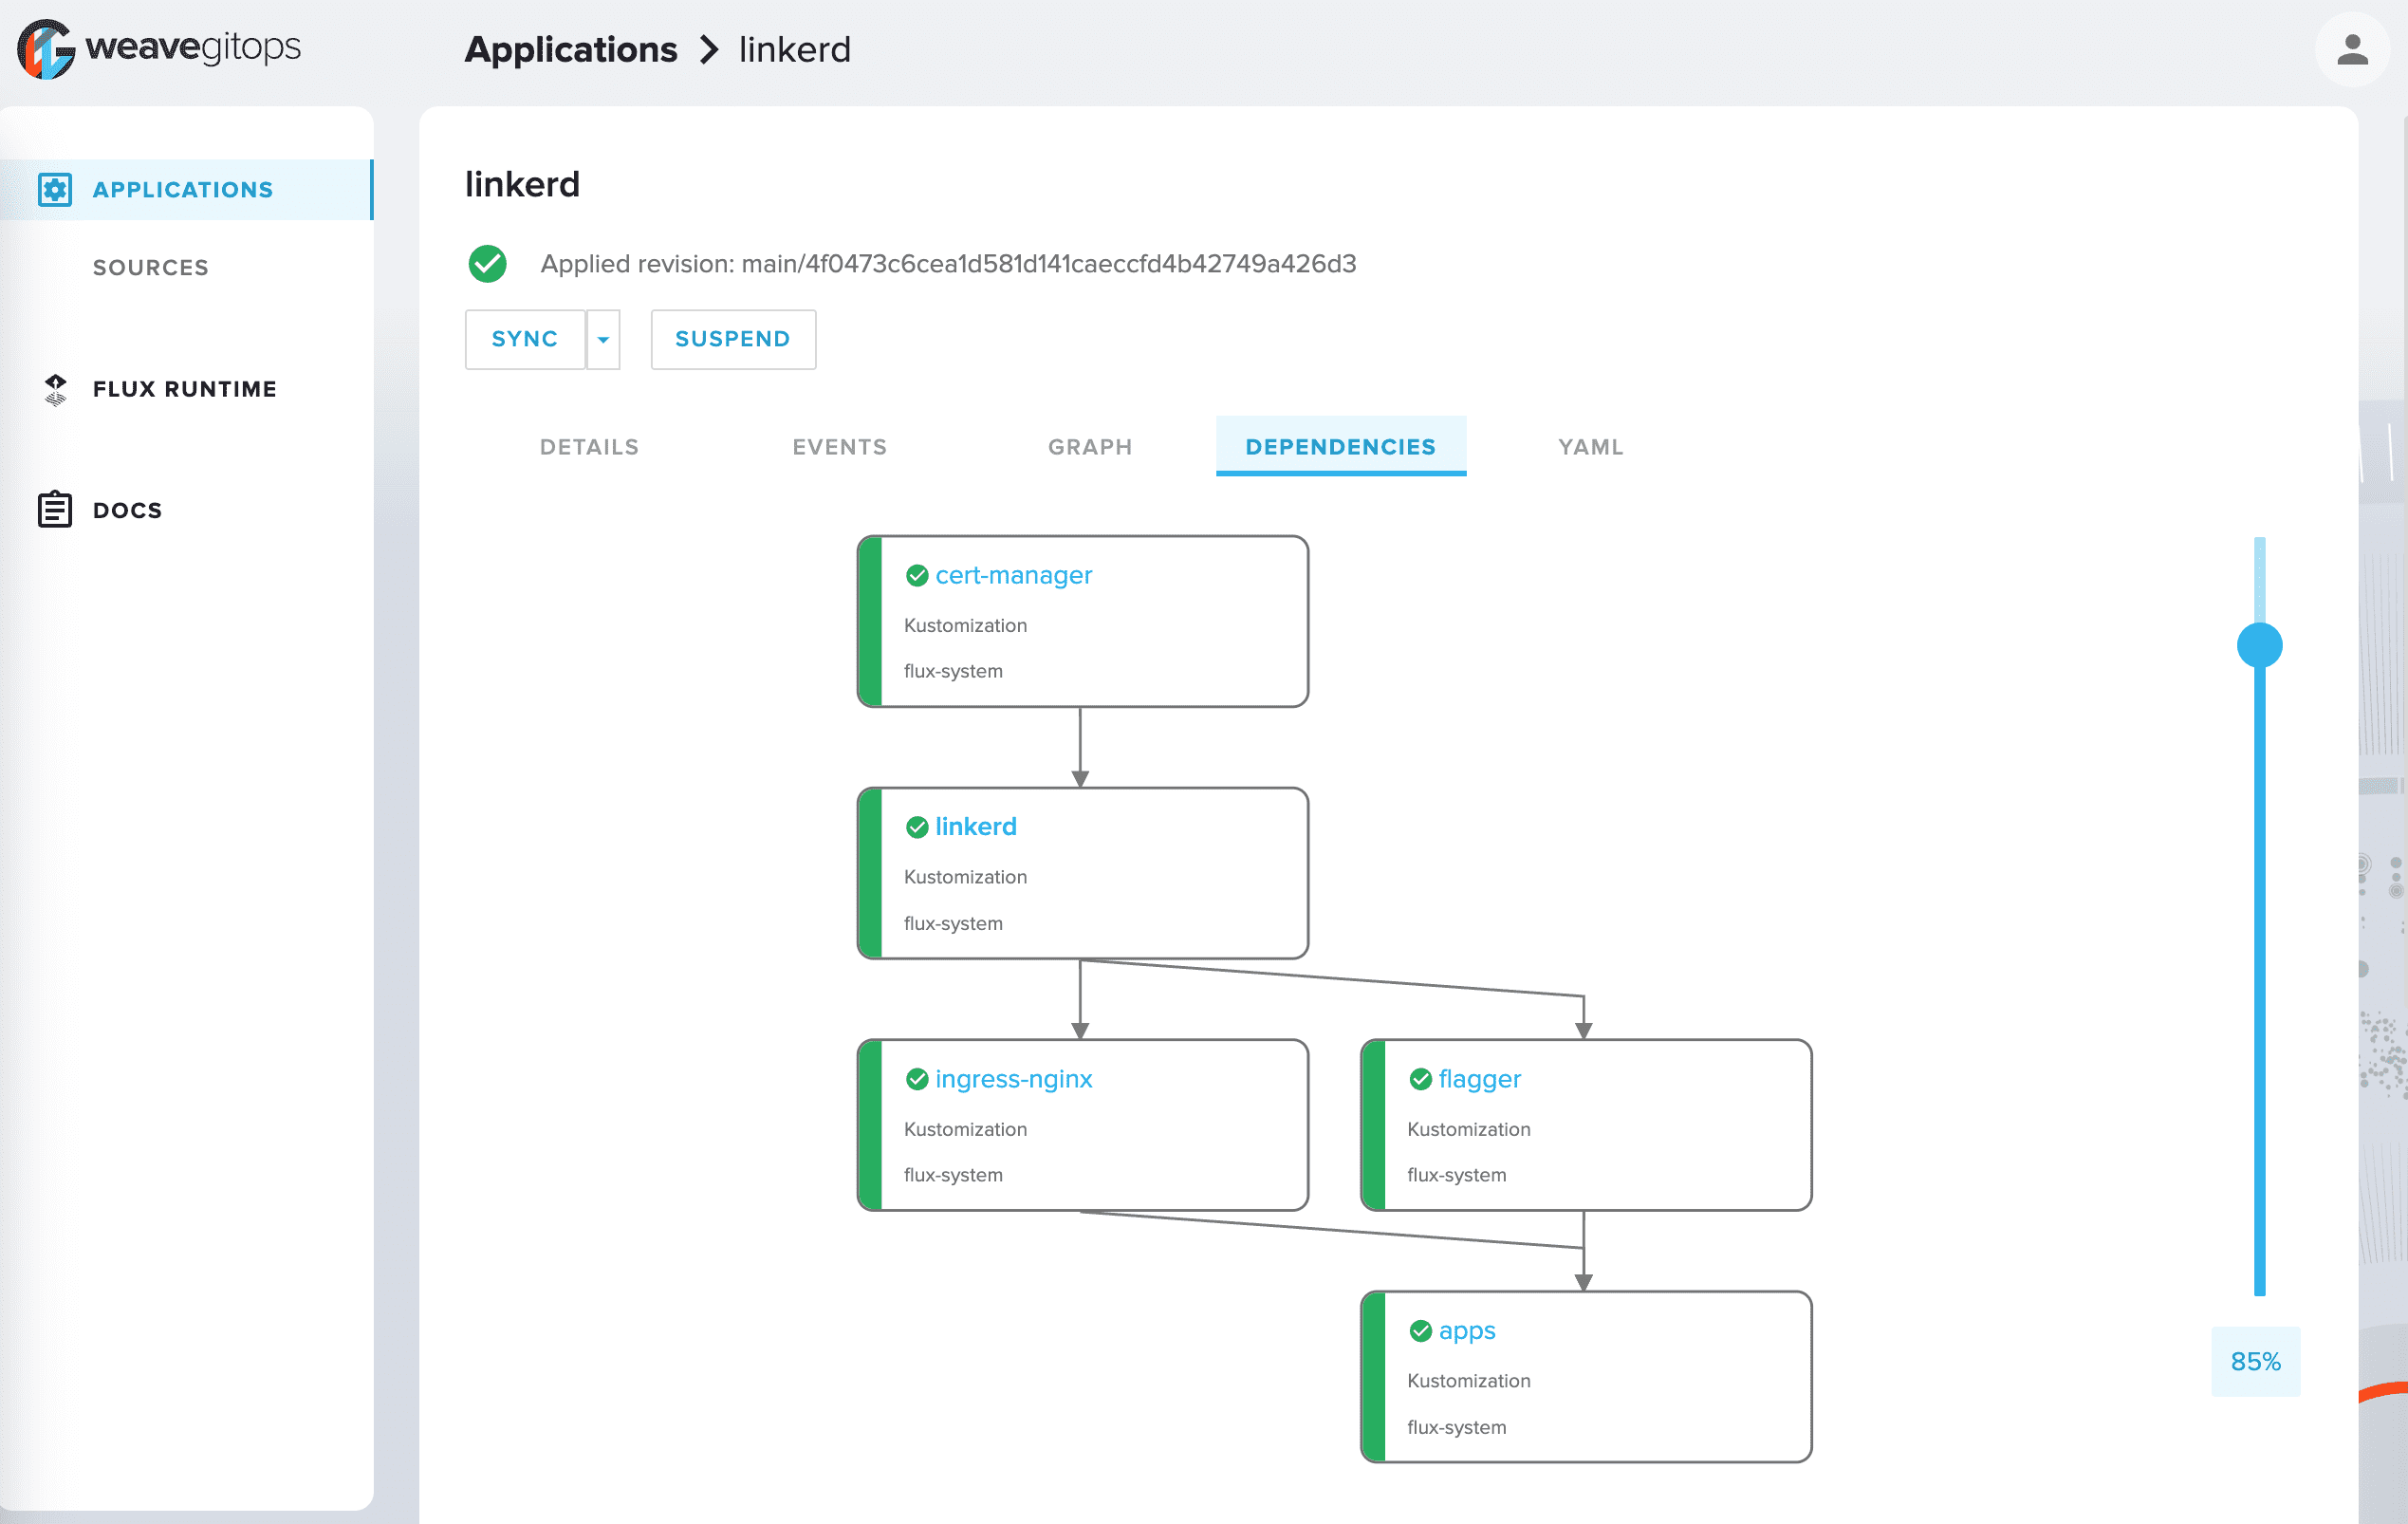 weavegitops
Applications > linkerd
APPLICATIONS
SOURCES
FLUX RUNTIME
DOCS
linkerd
Applied revision: main/4f0473c6cea1d581d141caeccfd4b42749a426d3
SYNC
SUSPEND
DETAILS
EVENTS
GRAPH
DEPENDENCIES
YAML
cert-manager
Kustomization
flux-system
linkerd
Kustomization
flux-system
ingress-nginx
Kustomization
flux-system
flagger
Kustomization
flux-system
apps
Kustomization
flux-system
85%